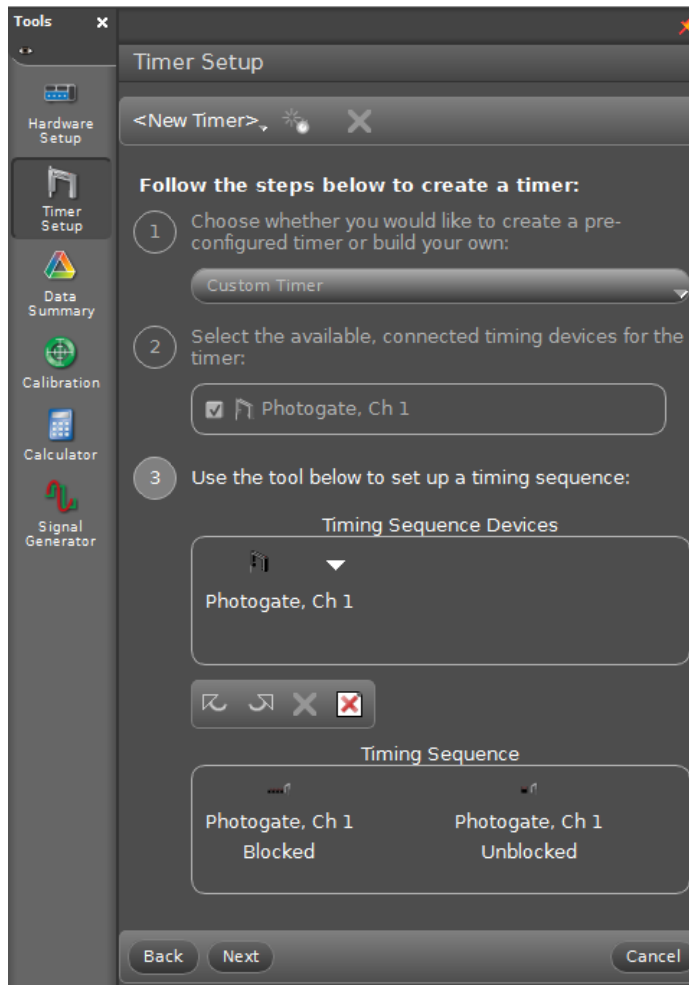 Tools
Timer Setup
Hardware
Setup
<New Timer>
Timer
Setup
Follow the steps below to create a timer:
1
Choose whether you would like to create a pre-
configured timer or build your own:
Custom Timer
Data
Summary
2
Select the available, connected timing devices for the
timer:
Calibration
Photogate, Ch 1
Calculator
3
Use the tool below to set up a timing sequence:
Signal
Generator
Timing Sequence Devices
Photogate, Ch 1
Timing Sequence
Photogate, Ch 1
Blocked
Photogate, Ch 1
Unblocked
Back
Next
Cancel